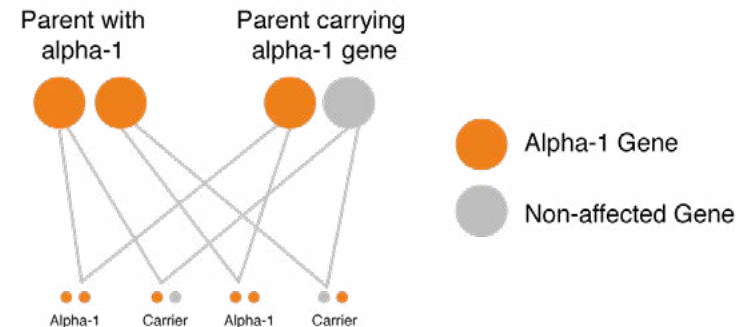 Parent with
alpha-1
Parent carrying
alpha-1 gene
Alpha-1 Gene
Non-affected Gene
Alpha-1
Carrier
Alpha-1
Carrier